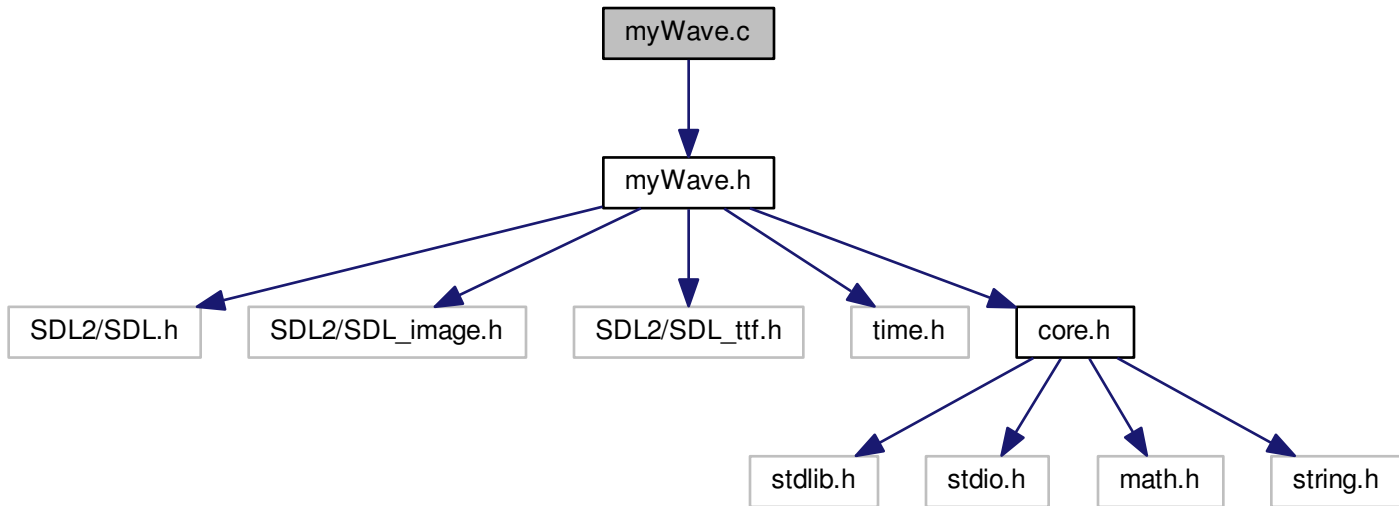 myWave.c
myWave.h
SDL2/SDL.h
SDL2/SDL_image.h
SDL2/SDL_ttf.h
time.h
core.h
stdlib.h
stdio.h
math.h
string.h